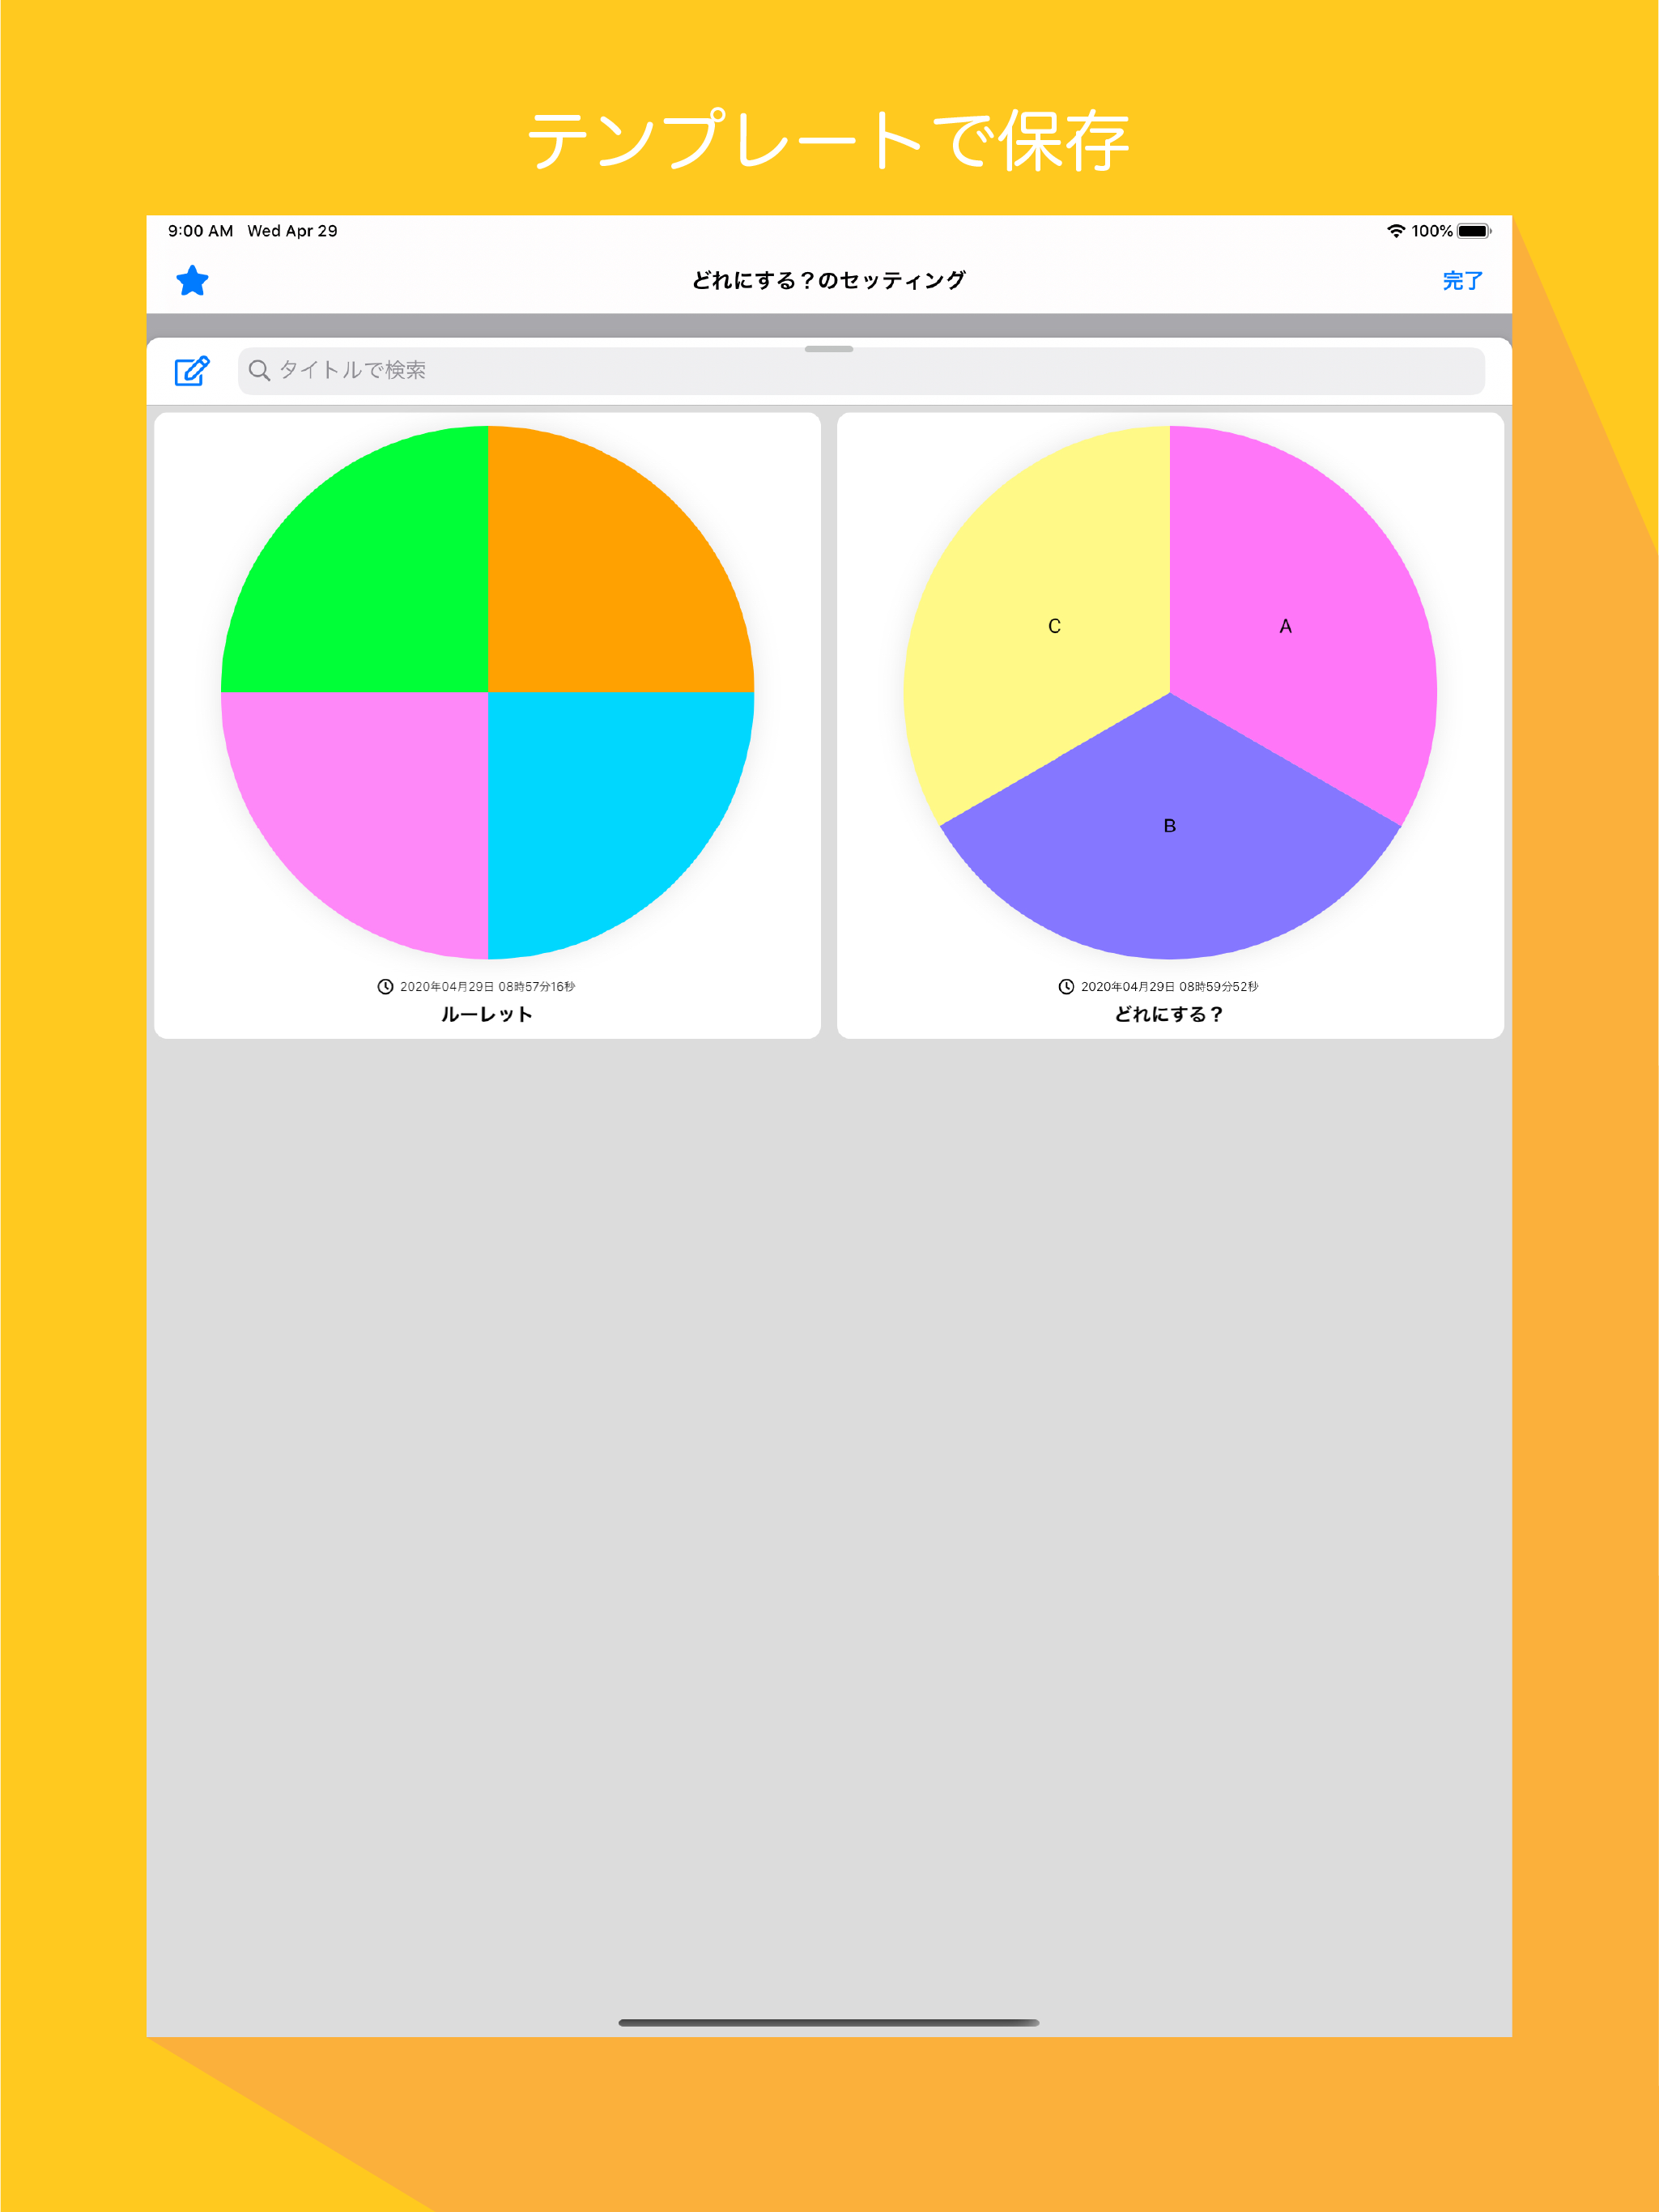 テンプレートで保存
9:00 AM Wed Apr 29 100%
どれにする？のセッティング 完了
タイトルで検索
C A
B
2020年04月29日 08時57分16秒
ルーレット
2020年04月29日 08時59分52秒
どれにする？